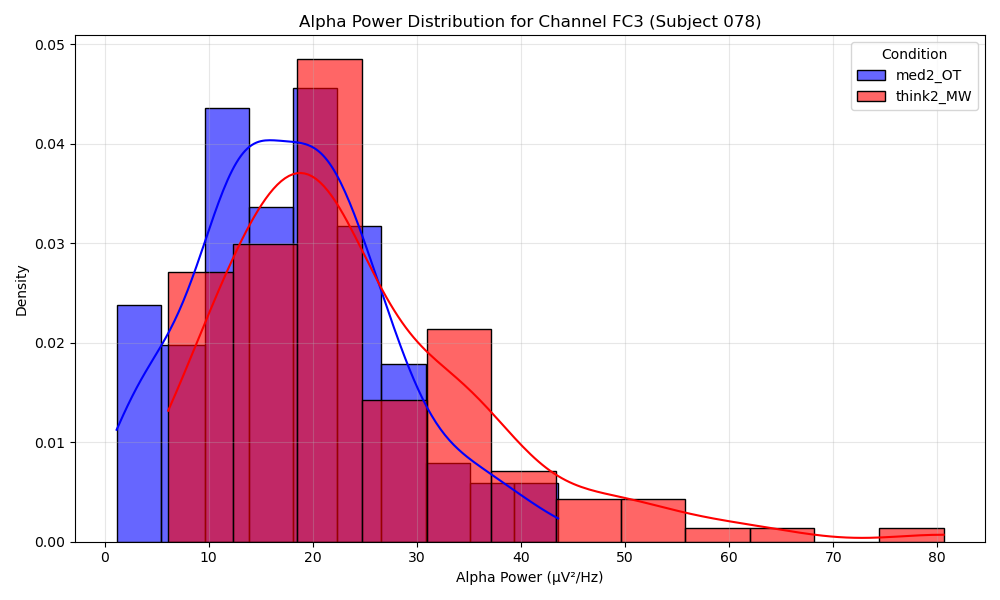 Alpha Power Distribution for Channel FC3 (Subject 078)
Condition
med2_OT
think2_MW
0.05
0.04
0.03
0.02
0.01
0.00
Density
0 10 20 30 40 50 60 70 80
Alpha Power (μV²/Hz)